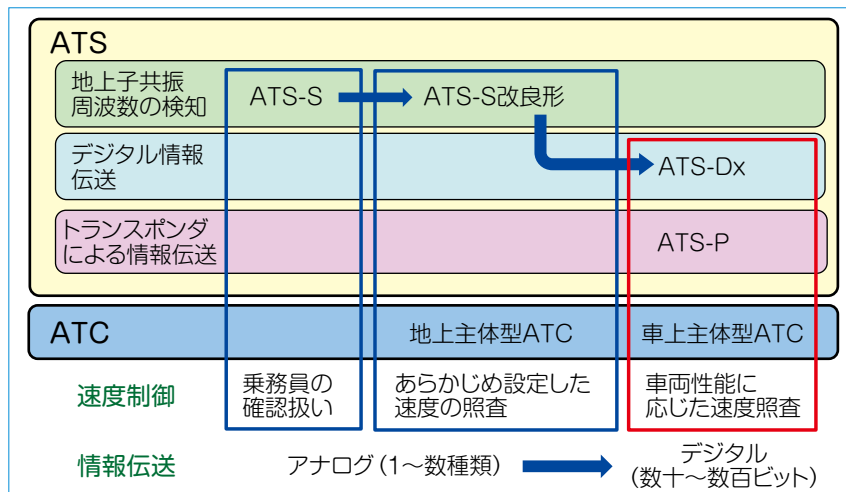 ATS
地上子共振
周波数の検知
ATS-S
ATS-S改良形
デジタル情報
伝送
ATS-Dx
トランスポンダ
による情報伝送
ATS-P
ATC
地上主体型ATC
車上主体型ATC
速度制御
乗務員の
確認扱い
あらかじめ設定した
速度の照査
車両性能に
応じた速度照査
情報伝送
アナログ（1〜数種類）
デジタル
（数十〜数百ビット）